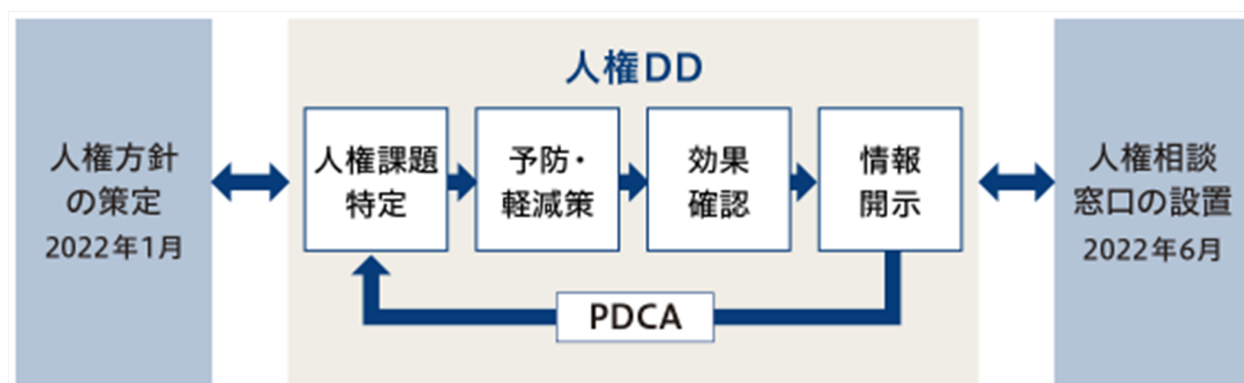 人権方針
の策定
2022年1月
人権DD
人権課題
特定
予防・
軽減策
効果
確認
情報
開示
PDCA
人権相談
窓口の設置
2022年6月